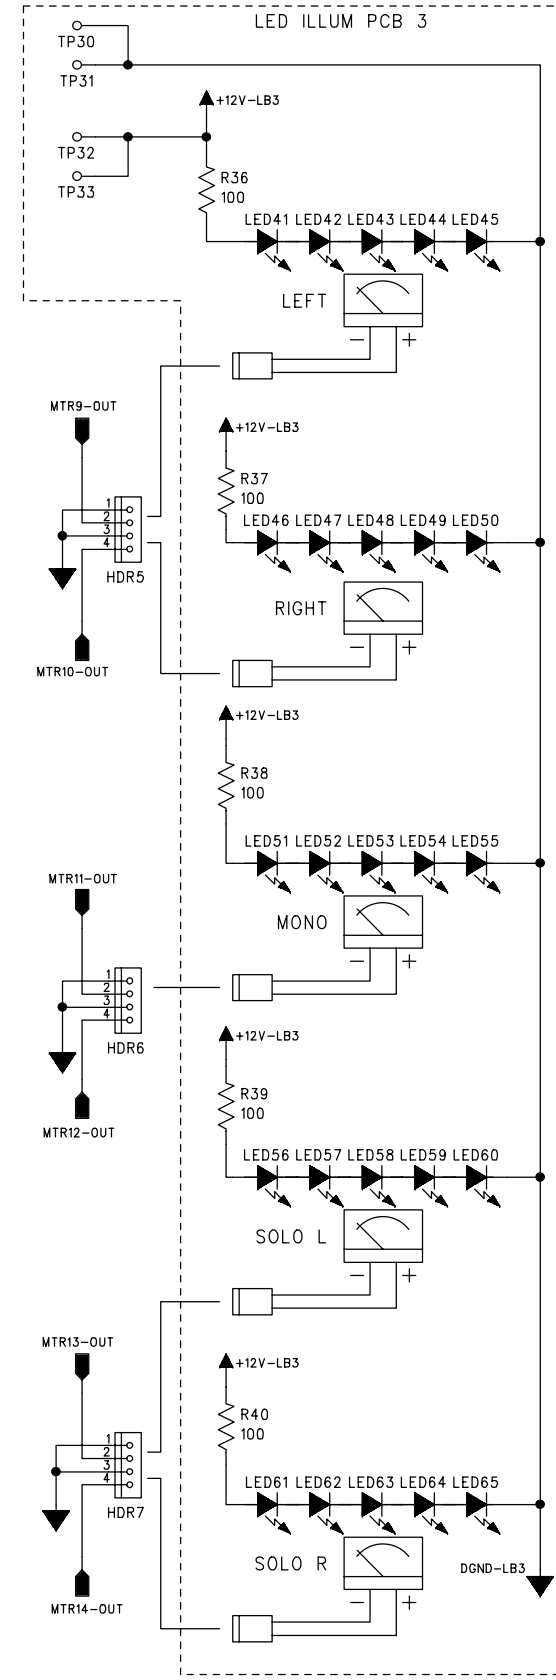 LED ILLUM PCB 3
TP30
TP31
+12V-LB3
TP32
TP33
R36
100
LED41 LED42 LED43 LED44 LED45
LEFT
- +
MTR9-OUT
+12V-LB3
R37
100
1
2
3
4
HDR5
LED46 LED47 LED48 LED49 LED50
RIGHT
- +
MTR10-OUT
+12V-LB3
R38
100
LED51 LED52 LED53 LED54 LED55
MTR11-OUT
MONO
- +
1
2
3
4
HDR6
+12V-LB3
R39
100
MTR12-OUT
LED56 LED57 LED58 LED59 LED60
SOLO L
- +
MTR13-OUT
+12V-LB3
R40
100
1
2
3
4
HDR7
LED61 LED62 LED63 LED64 LED65
SOLO R
DGND-LB3
- +
MTR14-OUT